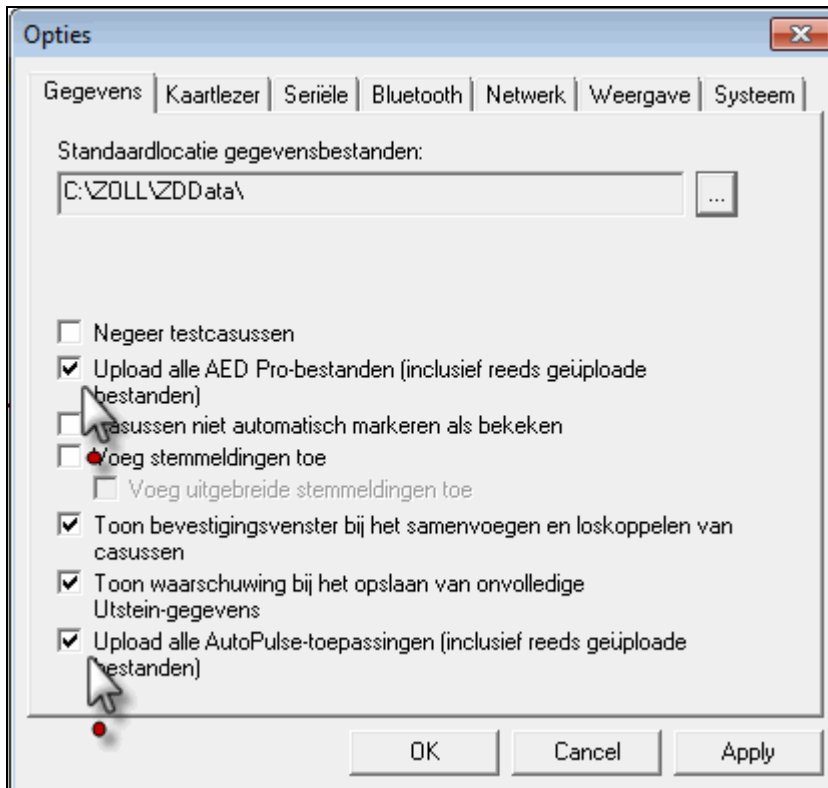 Opties
Gegevens
Kaartlezer
Seriële
Bluetooth
Netwerk
Weergave
Systeem
Standaardlocatie gegevensbestanden:
C:\ZOLL\ZDData\
...
Negeer testcasussen
Upload alle AED Pro-bestanden (inclusief reeds geüploade
bestanden)
Casussen niet automatisch markeren als bekeken
Voeg stemmeldingen toe
Voeg uitgebreide stemmeldingen toe
Toon bevestigingsvenster bij het samenvoegen en loskoppelen van
casussen
Toon waarschuwing bij het opslaan van onvolledige
Utstein-gegevens
Upload alle AutoPulse-toepassingen (inclusief reeds geüploade
bestanden)
OK
Cancel
Apply